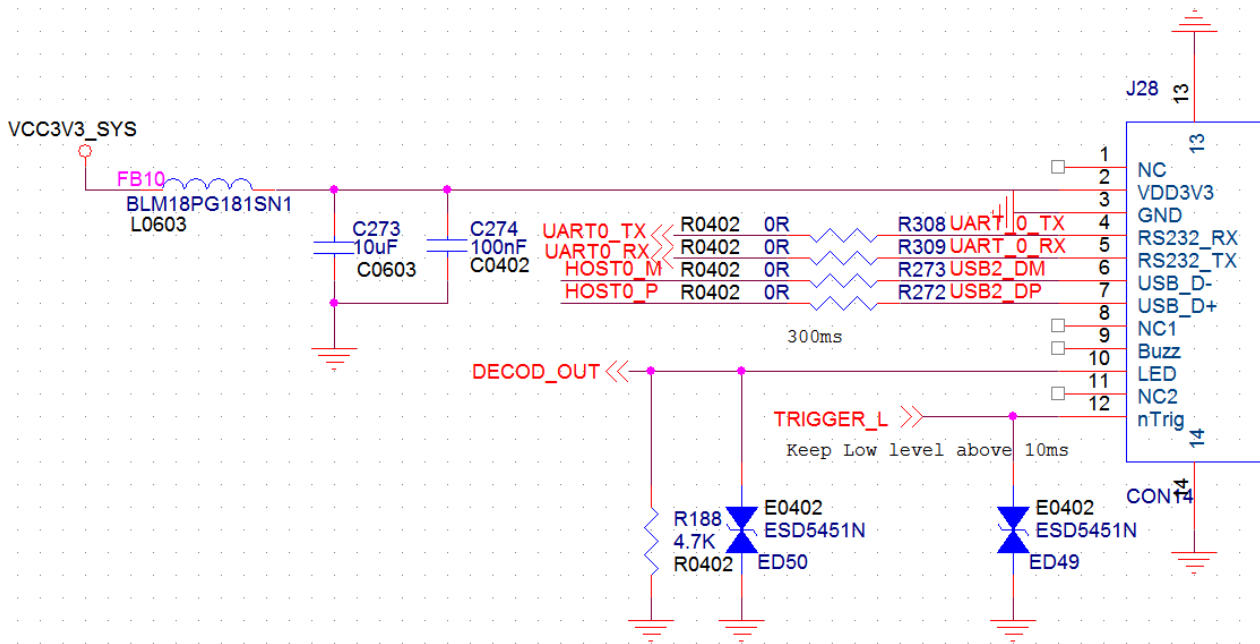 J28
13
13
VCC3V3_SYS
FB10
BLM18PG181SN1
L0603
C273
10uF
C0603
C274
100nF
C0402
1 NC
2 VDD3V3
3 GND
UART0_TX R0402 0R R308 UART_0_TX 4 RS232_RX
UART0_RX R0402 0R R309 UART_0_RX 5 RS232_TX
HOST0_M R0402 0R R273 USB2_DM 6 USB_D-
HOST0_P R0402 0R R272 USB2_DP 7 USB_D+
8 NC1
300ms
9 Buzz
DECOD_OUT 10 LED
11 NC2
TRIGGER_L 12 nTrig
Keep Low level above 10ms
14
14
CON14
R188
4.7K
R0402
E0402
ESD5451N
ED50
E0402
ESD5451N
ED49